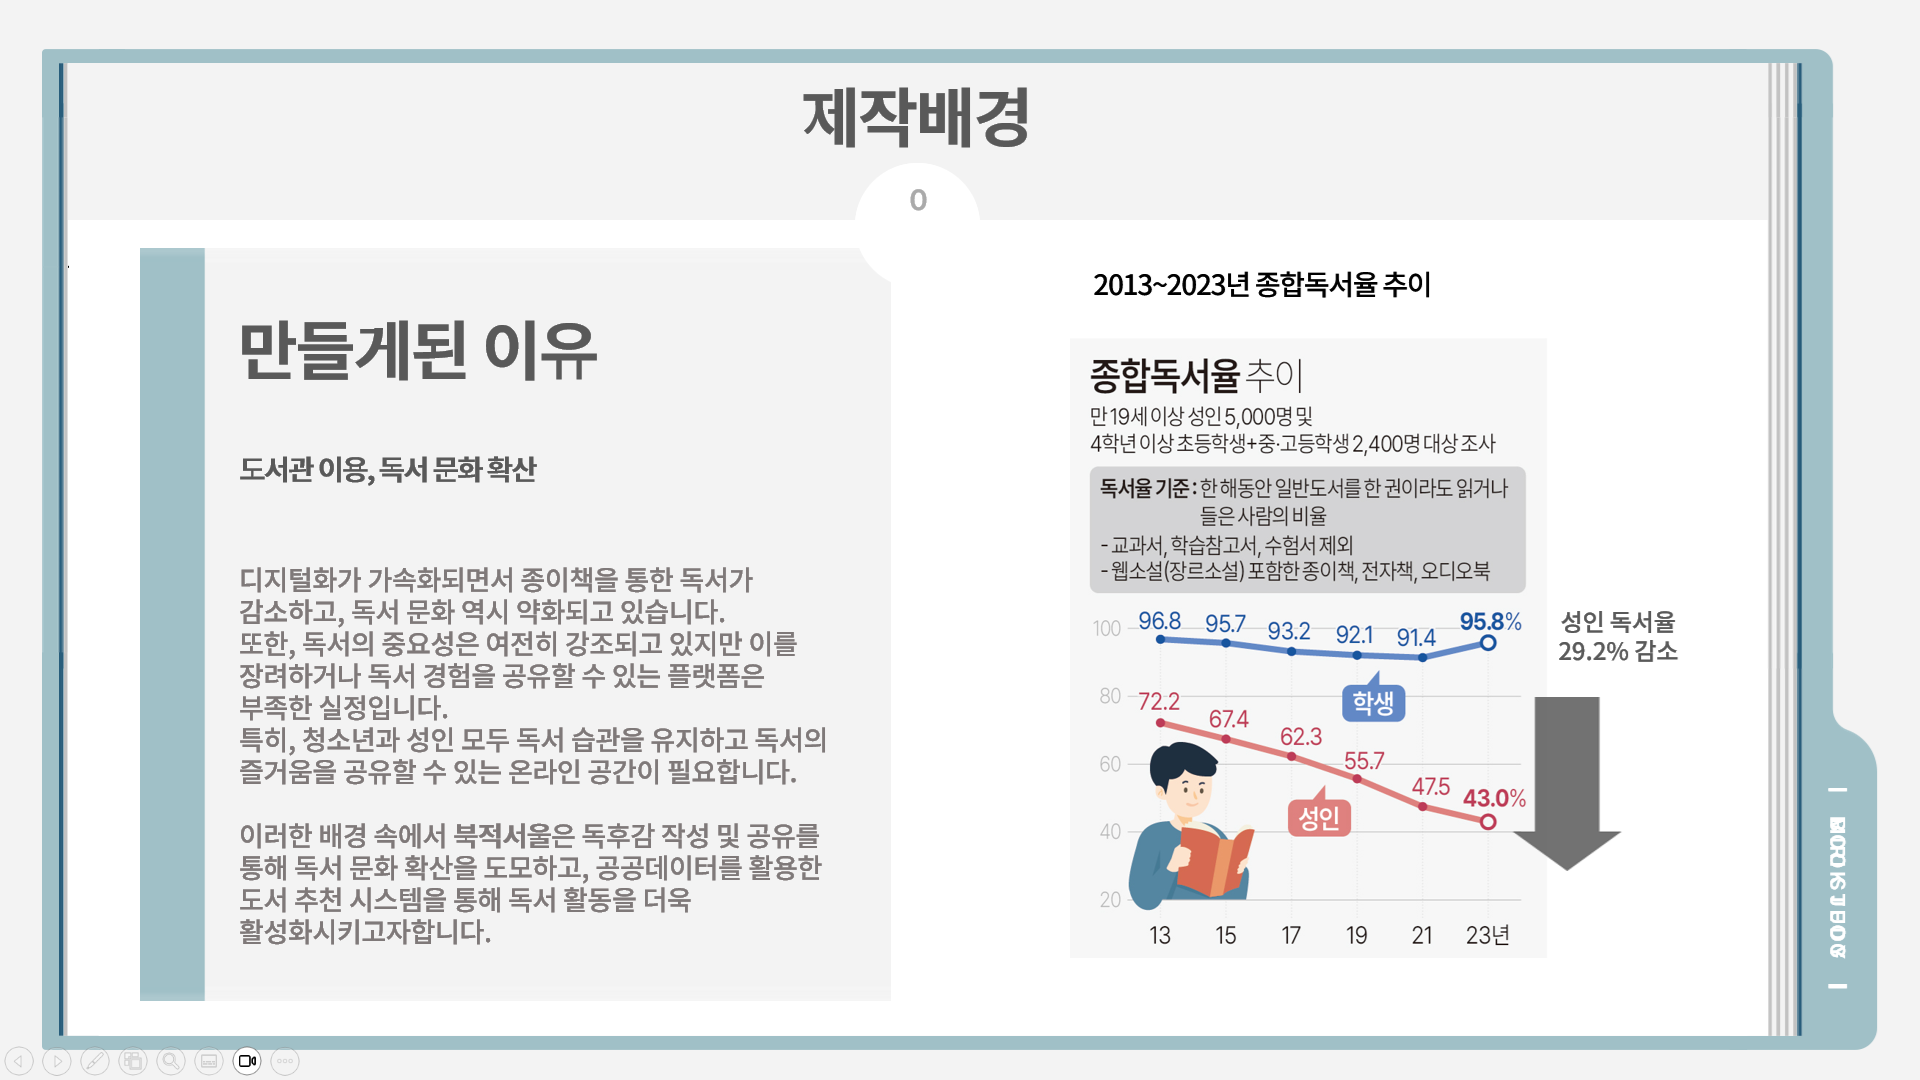 제작배경
0
만들게된 이유
도서관 이용, 독서 문화 확산
디지털화가 가속화되면서 종이책을 통한 독서가
감소하고, 독서 문화 역시 약화되고 있습니다.
또한, 독서의 중요성은 여전히 강조되고 있지만 이를
장려하거나 독서 경험을 공유할 수 있는 플랫폼은
부족한 실정입니다.
특히, 청소년과 성인 모두 독서 습관을 유지하고 독서의
즐거움을 공유할 수 있는 온라인 공간이 필요합니다.
이러한 배경 속에서 북적서울은 독후감 작성 및 공유를
통해 독서 문화 확산을 도모하고, 공공데이터를 활용한
도서 추천 시스템을 통해 독서 활동을 더욱
활성화시키고자합니다.
2013~2023년 종합독서율 추이
종합독서율 추이
만 19세 이상 성인 5,000명 및
4학년 이상 초등학생+중·고등학생 2,400명 대상 조사
독서율 기준 : 한 해 동안 일반도서를 한 권이라도 읽거나
들은 사람의 비율
- 교과서, 학습참고서, 수험서 제외
- 웹소설(장르소설) 포함한 종이책, 전자책, 오디오북
100 96.8 95.7 93.2 92.1 91.4 95.8%
학생
80 72.2 67.4 62.3 55.7 47.5 43.0%
60
성인
40
20
13 15 17 19 21 23년
성인 독서율
29.2% 감소